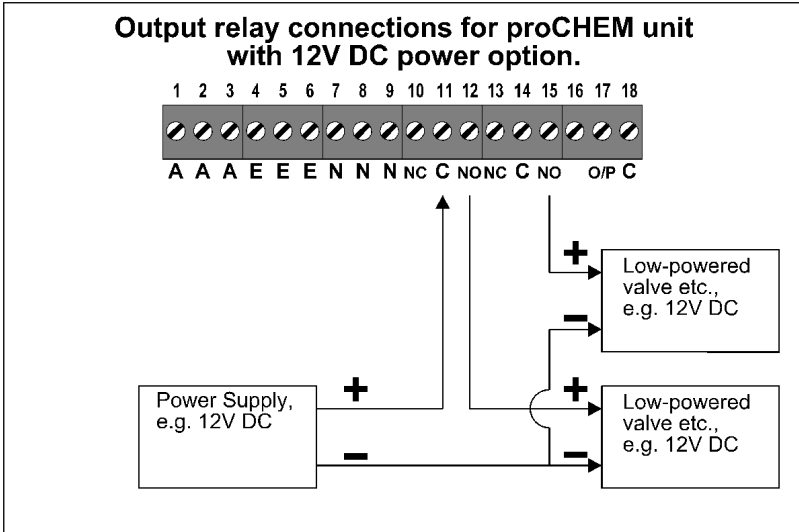 Output relay connections for proCHEM unit
with 12V DC power option.
1 2 3 4 5 6 7 8 9 10 11 12 13 14 15 16 17 18
A A A E E E N N N NC C NO NC C NO O/P C
+
Low-powered
valve etc.,
e.g. 12V DC
−
Power Supply,
e.g. 12V DC
+
−
+
Low-powered
valve etc.,
e.g. 12V DC
−